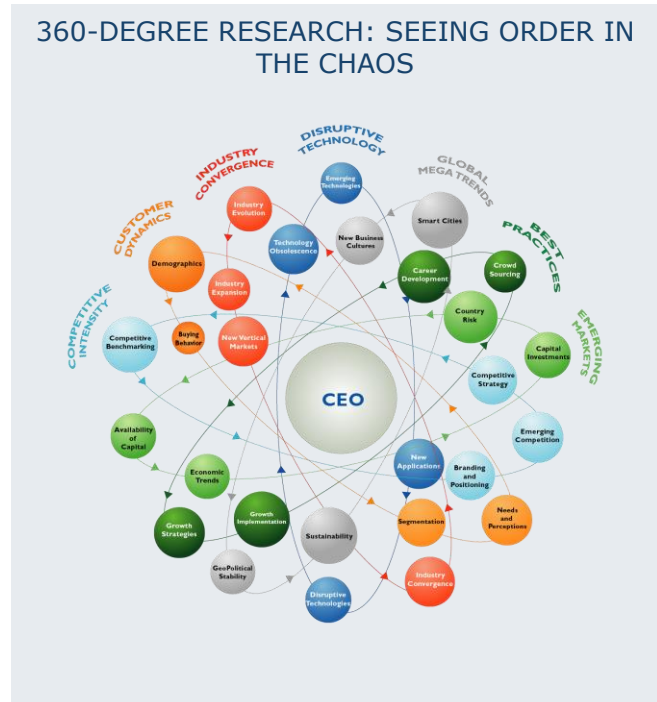 360-DEGREE RESEARCH: SEEING ORDER IN
THE CHAOS
DISRUPTIVE
TECHNOLOGY
INDUSTRY
CONVERGENCE
GLOBAL
MEGA TRENDS
CUSTOMER
DYNAMICS
BEST
PRACTICES
COMPETITIVE
INTENSITY
EMERGING
MARKETS
Emerging
Technologies
Industry
Evolution
Smart Cities
New Business
Cultures
Technology
Obsolescence
Demographics
Career
Development
Crowd
Sourcing
Industry
Expansion
Country
Risk
Competitive
Benchmarking
Buying
Behavior
New Vertical
Markets
Capital
Investments
Competitive
Strategy
CEO
Availability
of
Capital
Emerging
Competition
Economic
Trends
New
Applications
Branding
and
Positioning
Growth
Strategies
Growth
Implementation
Sustainability
Segmentation
Needs
and
Perceptions
GeoPolitical
Stability
Industry
Convergence
Disruptive
Technologies